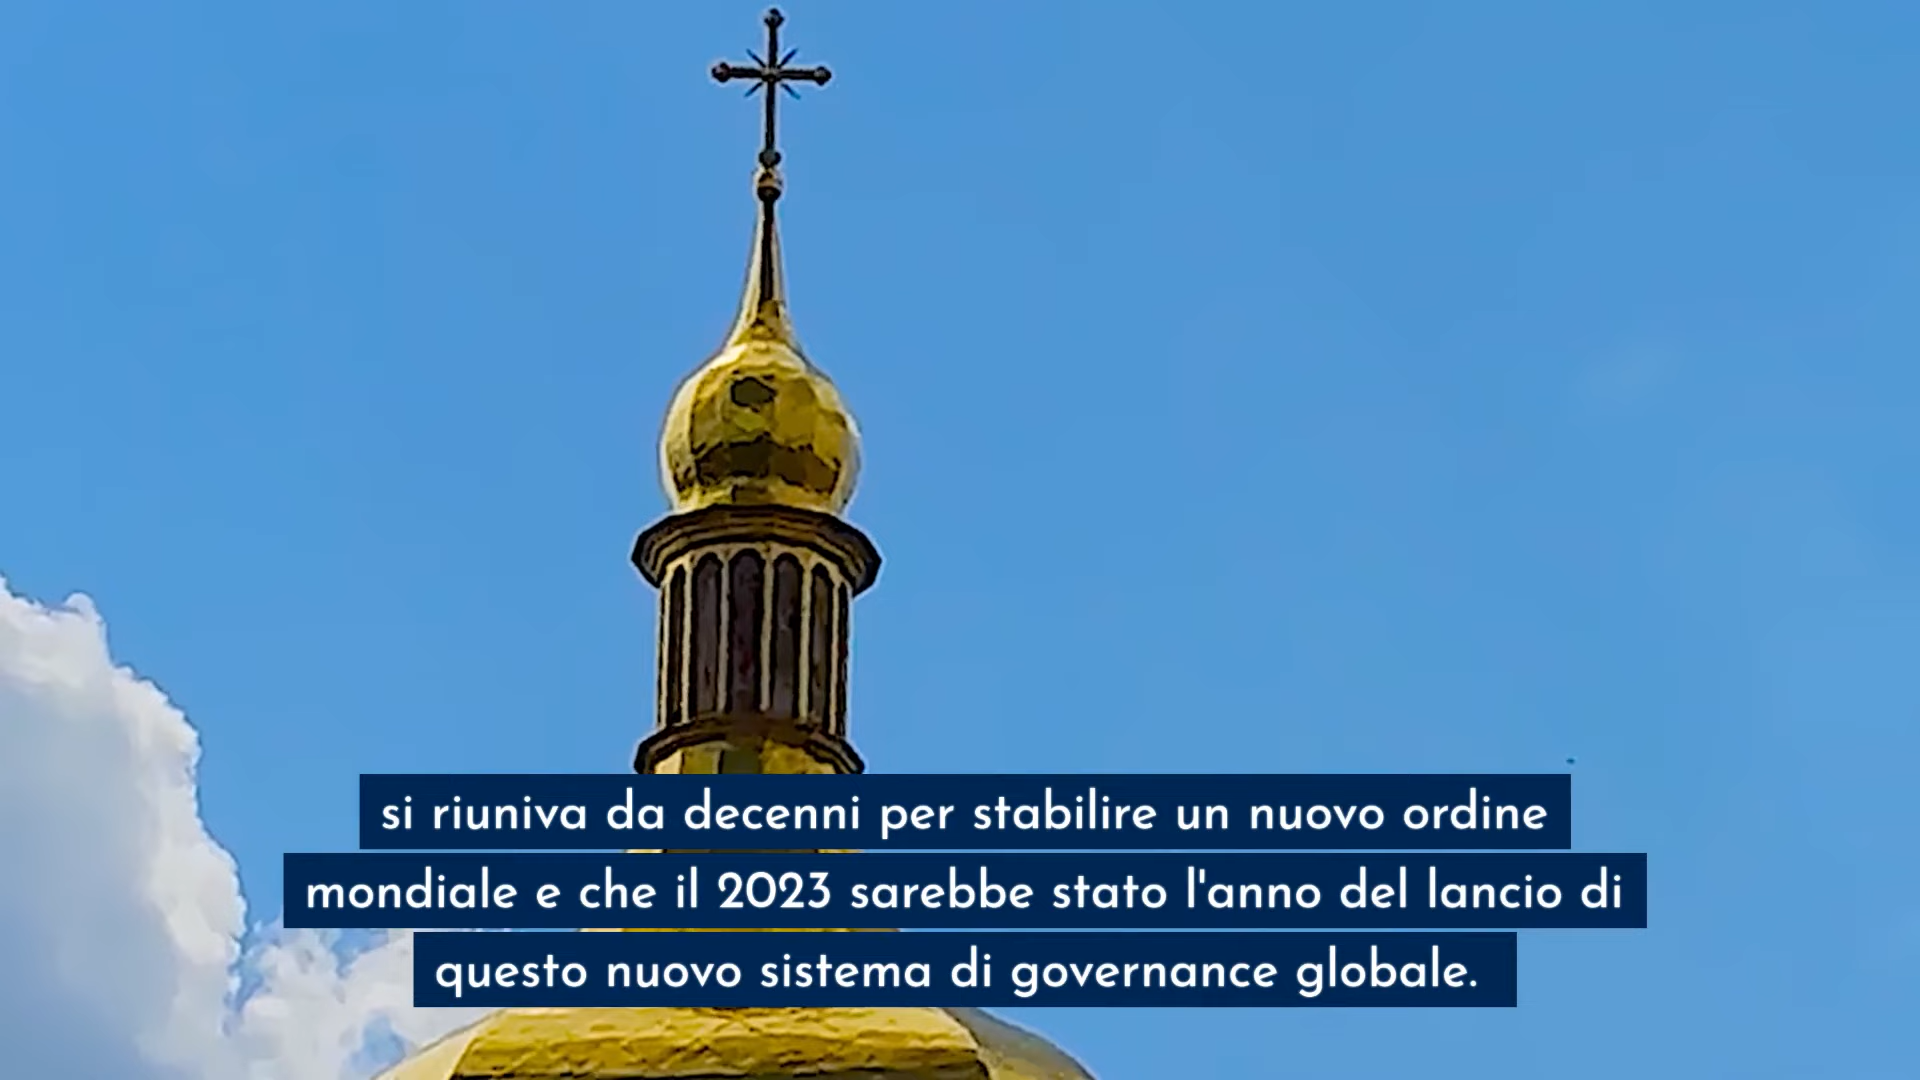 si riuniva da decenni per stabilire un nuovo ordine
mondiale e che il 2023 sarebbe stato l'anno del lancio di
questo nuovo sistema di governance globale.